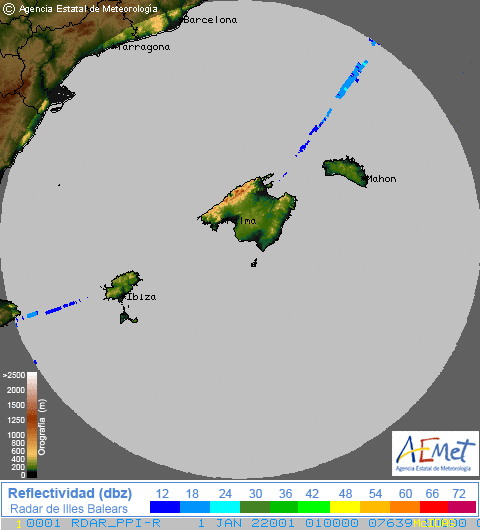 © Agencia Estatal de Meteorología
Barcelona
Tarragona
Mahon
lma
Ibiza
>2500
2000
1500
1000
800
600
400
200
0
Orografía (m)
AEMet
Agencia Estatal de Meteorología
Reflectividad (dbz)
Radar de Illes Balears
12 18 24 30 36 42 48 54 60 66 72
1 0001 RDAR_PPI-R 1 JAN 22001 010000 07639